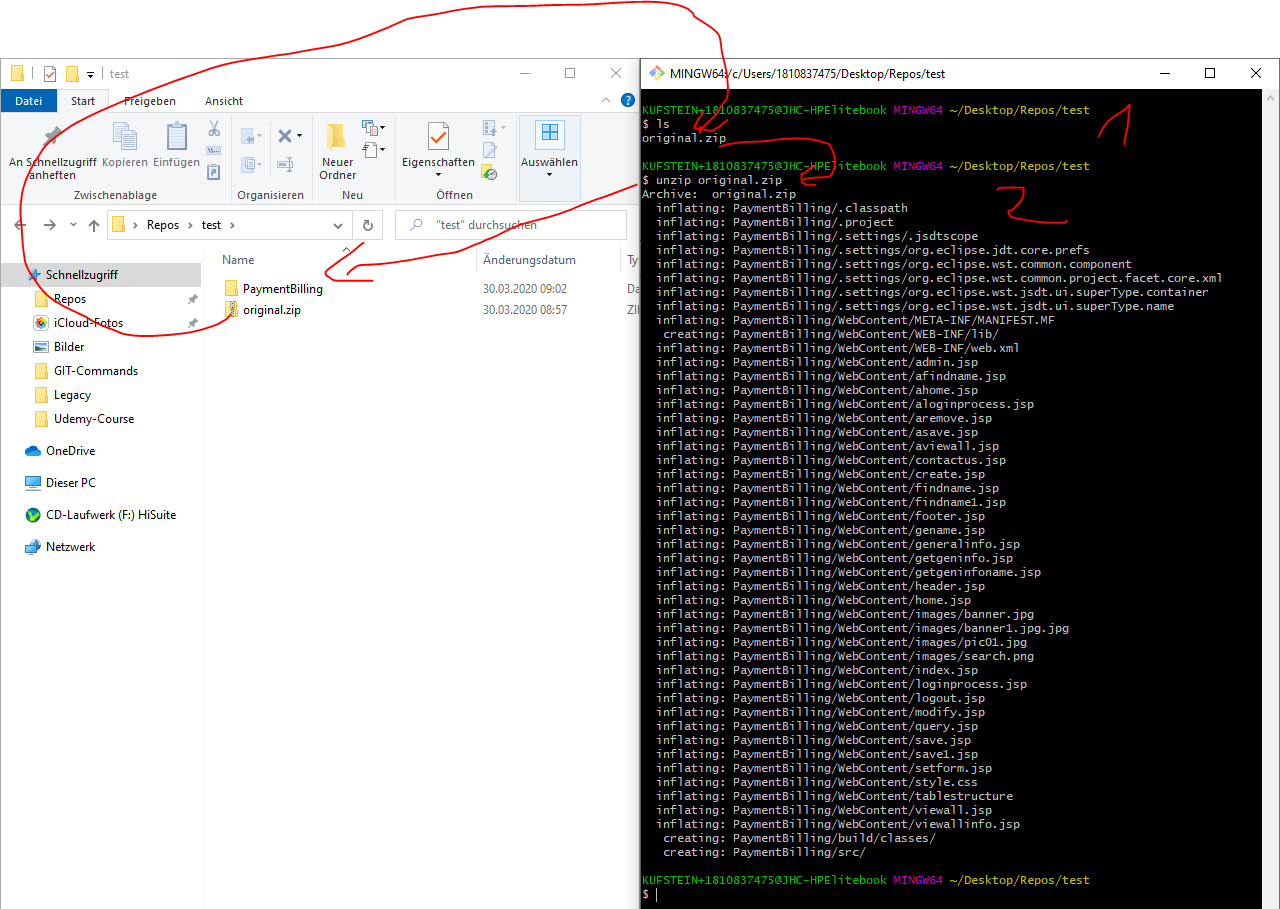 test
Datei Start Freigeben Ansicht
An Schnellzugriff anheften
Kopieren
Einfügen
Zwischenablage
Organisieren
Neuer Ordner
Neu
Eigenschaften
Öffnen
Auswählen
Repos > test >
"test" durchsuchen
Name Änderungsdatum Ty
PaymentBilling 30.03.2020 09:02 Da
original.zip 30.03.2020 08:57 ZII
Schnellzugriff
Repos
iCloud-Fotos
Bilder
GIT-Commands
Legacy
Udemy-Course
OneDrive
Dieser PC
CD-Laufwerk (F:) HiSuite
Netzwerk
MINGW64:/c/Users/1810837475/Desktop/Repos/test
KUFSTEIN+1810837475@JHC-HPElitebook MINGW64 ~/Desktop/Repos/test
$ ls
original.zip
1
KUFSTEIN+1810837475@JHC-HPElitebook MINGW64 ~/Desktop/Repos/test
$ unzip original.zip
2
Archive:  original.zip
  inflating: PaymentBilling/.classpath
  inflating: PaymentBilling/.project
  inflating: PaymentBilling/.settings/.jsdtscope
  inflating: PaymentBilling/.settings/org.eclipse.jdt.core.prefs
  inflating: PaymentBilling/.settings/org.eclipse.wst.common.component
  inflating: PaymentBilling/.settings/org.eclipse.wst.common.project.facet.core.xml
  inflating: PaymentBilling/.settings/org.eclipse.wst.jsdt.ui.superType.container
  inflating: PaymentBilling/.settings/org.eclipse.wst.jsdt.ui.superType.name
  inflating: PaymentBilling/WebContent/META-INF/MANIFEST.MF
   creating: PaymentBilling/WebContent/WEB-INF/lib/
  inflating: PaymentBilling/WebContent/WEB-INF/web.xml
  inflating: PaymentBilling/WebContent/admin.jsp
  inflating: PaymentBilling/WebContent/afindname.jsp
  inflating: PaymentBilling/WebContent/ahome.jsp
  inflating: PaymentBilling/WebContent/aloginprocess.jsp
  inflating: PaymentBilling/WebContent/aremove.jsp
  inflating: PaymentBilling/WebContent/asave.jsp
  inflating: PaymentBilling/WebContent/aviewall.jsp
  inflating: PaymentBilling/WebContent/contactus.jsp
  inflating: PaymentBilling/WebContent/create.jsp
  inflating: PaymentBilling/WebContent/findname.jsp
  inflating: PaymentBilling/WebContent/findname1.jsp
  inflating: PaymentBilling/WebContent/footer.jsp
  inflating: PaymentBilling/WebContent/gename.jsp
  inflating: PaymentBilling/WebContent/generalinfo.jsp
  inflating: PaymentBilling/WebContent/getgeninfo.jsp
  inflating: PaymentBilling/WebContent/getgeninfoname.jsp
  inflating: PaymentBilling/WebContent/header.jsp
  inflating: PaymentBilling/WebContent/home.jsp
  inflating: PaymentBilling/WebContent/images/banner.jpg
  inflating: PaymentBilling/WebContent/images/banner1.jpg.jpg
  inflating: PaymentBilling/WebContent/images/pic01.jpg
  inflating: PaymentBilling/WebContent/images/search.png
  inflating: PaymentBilling/WebContent/index.jsp
  inflating: PaymentBilling/WebContent/loginprocess.jsp
  inflating: PaymentBilling/WebContent/logout.jsp
  inflating: PaymentBilling/WebContent/modify.jsp
  inflating: PaymentBilling/WebContent/query.jsp
  inflating: PaymentBilling/WebContent/save.jsp
  inflating: PaymentBilling/WebContent/save1.jsp
  inflating: PaymentBilling/WebContent/setform.jsp
  inflating: PaymentBilling/WebContent/style.css
  inflating: PaymentBilling/WebContent/tablestructure
  inflating: PaymentBilling/WebContent/viewall.jsp
  inflating: PaymentBilling/WebContent/viewallinfo.jsp
   creating: PaymentBilling/build/classes/
   creating: PaymentBilling/src/
KUFSTEIN+1810837475@JHC-HPElitebook MINGW64 ~/Desktop/Repos/test
$